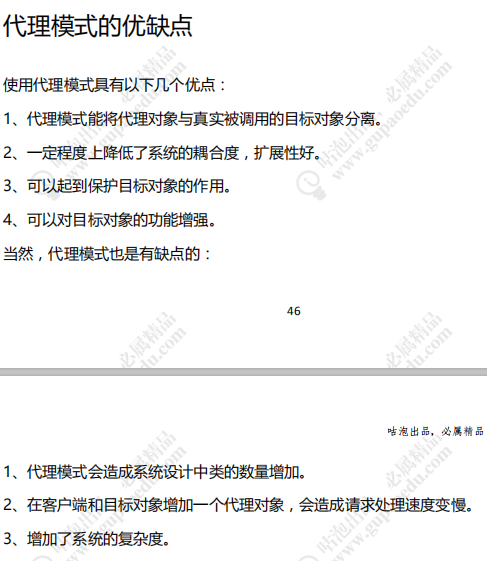 代理模式的优缺点
使用代理模式具有以下几个优点：
1、代理模式能将代理对象与真实被调用的目标对象分离。
2、一定程度上降低了系统的耦合度，扩展性好。
3、可以起到保护目标对象的作用。
4、可以对目标对象的功能增强。
当然，代理模式也是有缺点的：
46
咕泡出品，必属精品
1、代理模式会造成系统设计中类的数量增加。
2、在客户端和目标对象增加一个代理对象，会造成请求处理速度变慢。
3、增加了系统的复杂度。